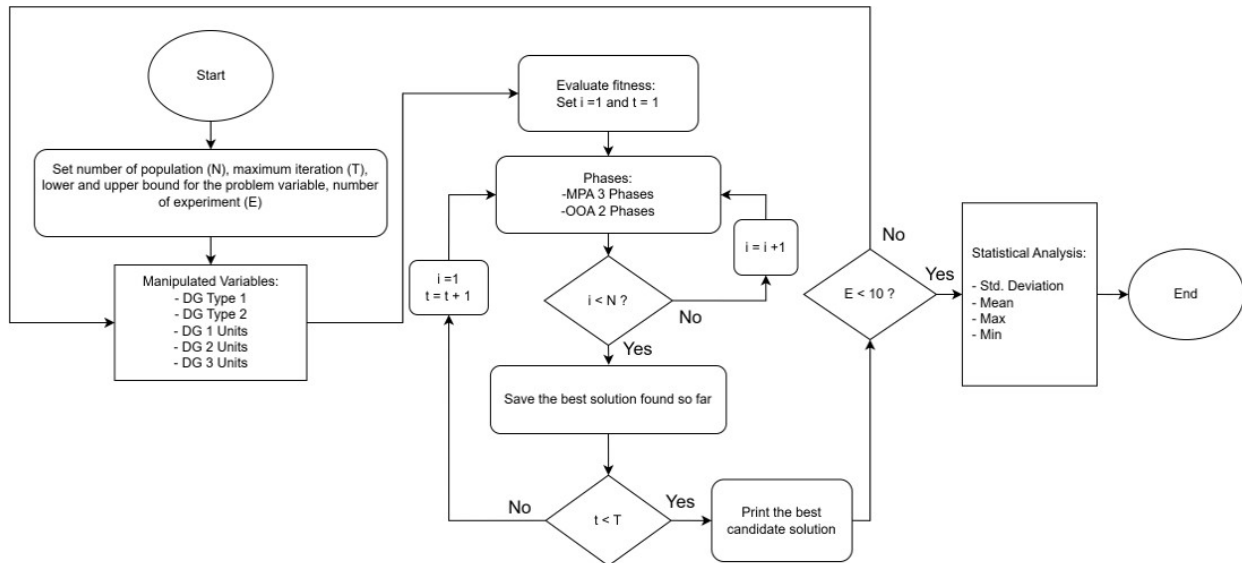 Start
Set number of population (N), maximum iteration (T),
lower and upper bound for the problem variable, number
of experiment (E)
Manipulated Variables:
- DG Type 1
- DG Type 2
- DG 1 Units
- DG 2 Units
- DG 3 Units
Evaluate fitness:
Set i =1 and t = 1
Phases:
-MPA 3 Phases
-OOA 2 Phases
i = i +1
i =1
t = t + 1
i < N ?
No
Yes
Save the best solution found so far
t < T
No
Yes
Print the best
candidate solution
E < 10 ?
No
Yes
Statistical Analysis:
- Std. Deviation
- Mean
- Max
- Min
End